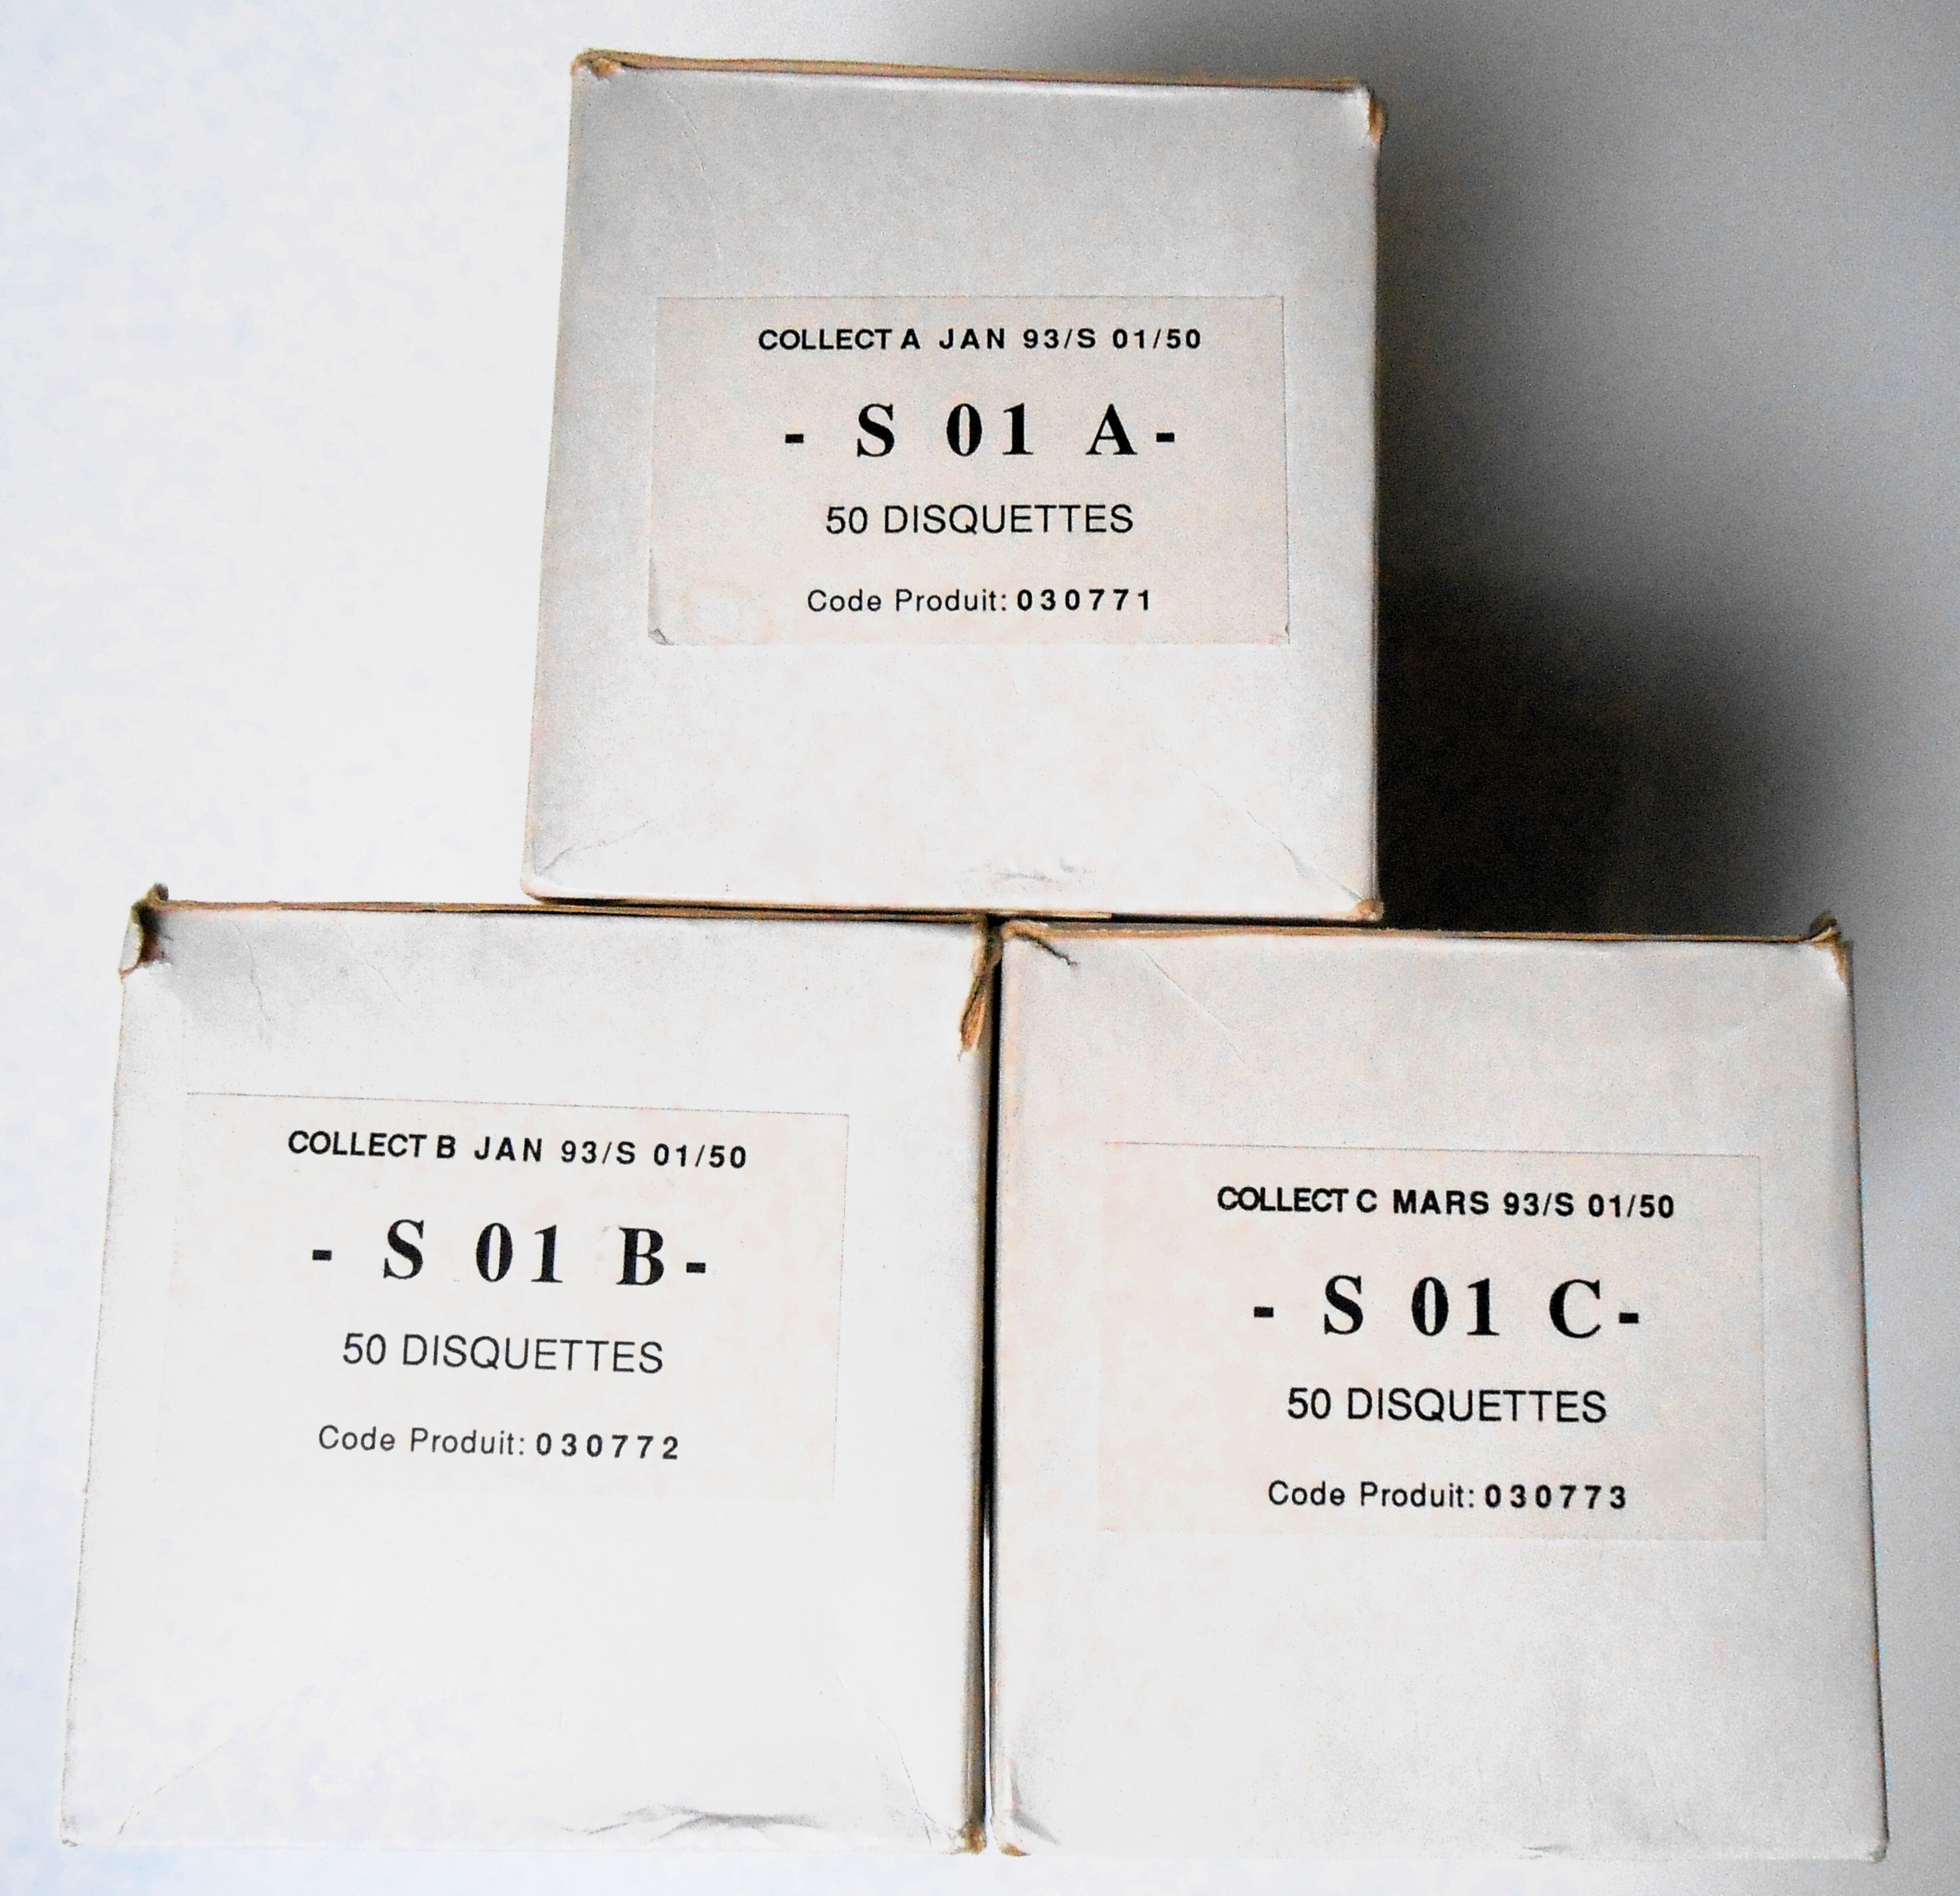 COLLECT A JAN 93/S 01/50
- S 01 A-
50 DISQUETTES
Code Produit: 030771
COLLECT B JAN 93/S 01/50
- S 01 B-
50 DISQUETTES
Code Produit: 030772
COLLECT C MARS 93/S 01/50
- S 01 C-
50 DISQUETTES
Code Produit: 030773